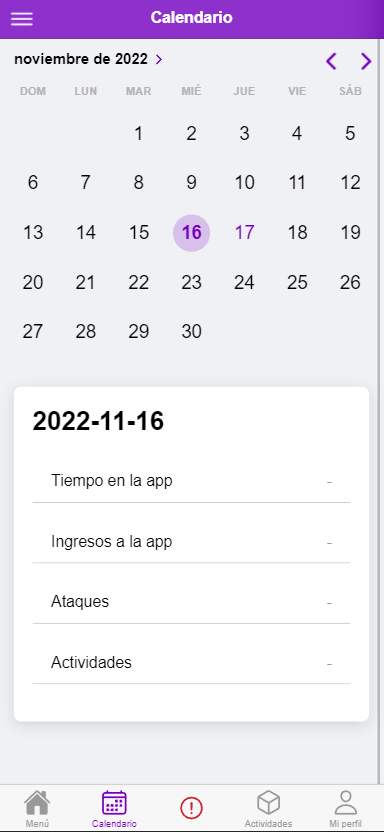 Calendario
noviembre de 2022
DOM LUN MAR MIÉ JUE VIE SÁB
1 2 3 4 5
6 7 8 9 10 11 12
13 14 15 16 17 18 19
20 21 22 23 24 25 26
27 28 29 30
2022-11-16
Tiempo en la app -
Ingresos a la app -
Ataques -
Actividades -
Menú Calendario Actividades Mi perfil